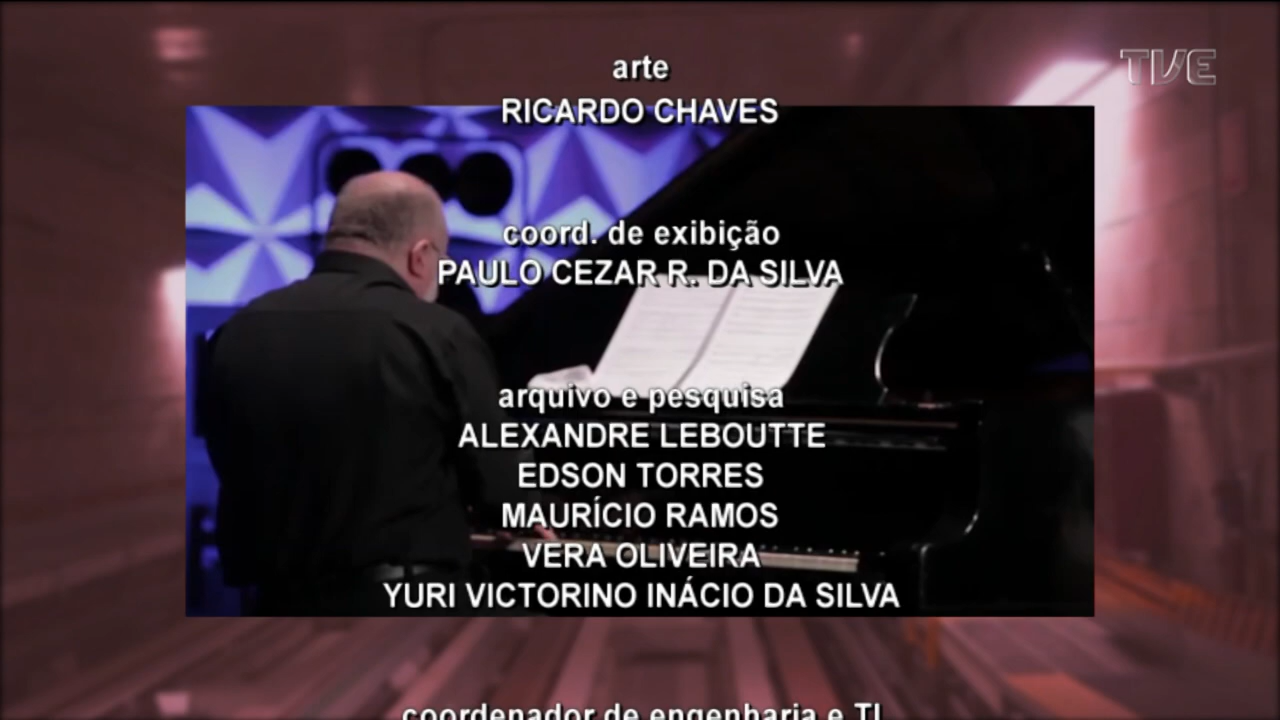 arte
TVE
RICARDO CHAVES
coord. de exibição
PAULO CEZAR R. DA SILVA
arquivo e pesquisa
ALEXANDRE LEBOUTTE
EDSON TORRES
MAURÍCIO RAMOS
VERA OLIVEIRA
YURI VICTORINO INÁCIO DA SILVA
coordenador de engenharia e TI